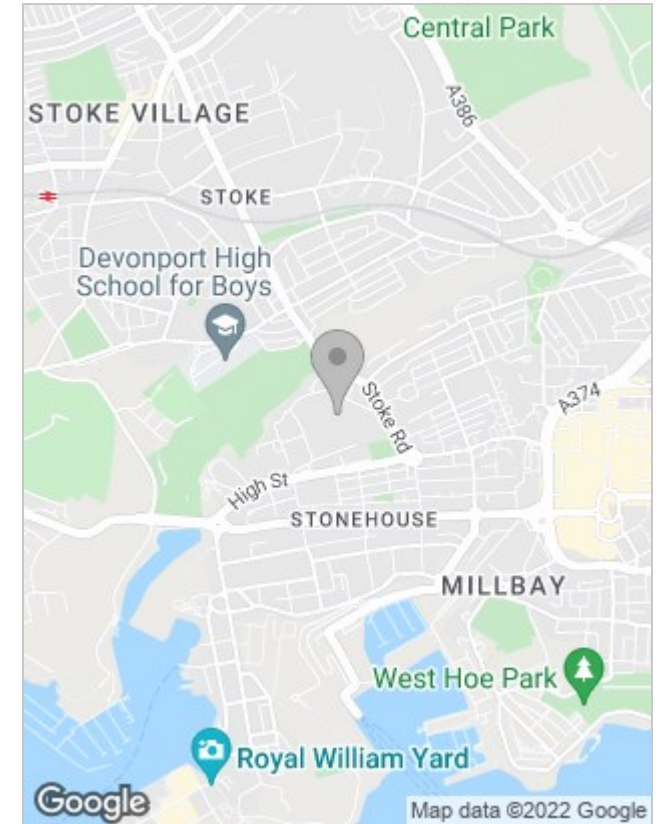 Central Park
A386
STOKE VILLAGE
STOKE
Devonport High
School for Boys
Stoke Rd
A374
High St
STONEHOUSE
MILLBAY
West Hoe Park
Royal William Yard
Google
Map data ©2022 Google